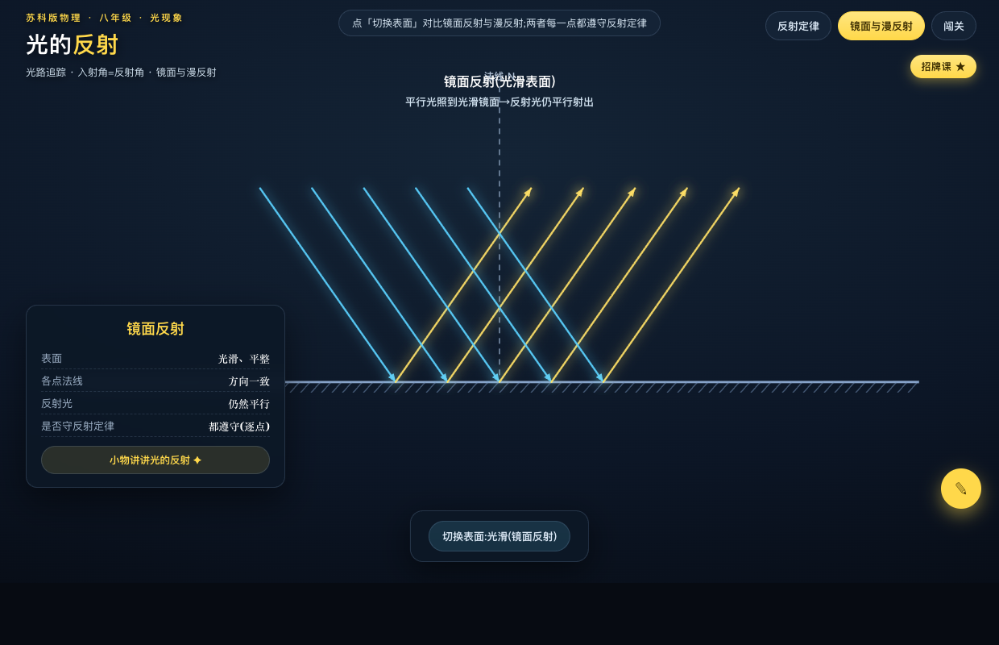 苏科版物理 · 八年级 · 光现象
光的反射
光路追踪 · 入射角=反射角 · 镜面与漫反射
点「切换表面」对比镜面反射与漫反射;两者每一点都遵守反射定律
反射定律
镜面与漫反射
闯关
招牌课 ★
法线 N
镜面反射(光滑表面)
平行光照到光滑镜面→反射光仍平行射出
镜面反射
表面 光滑、平整
各点法线 方向一致
反射光 仍然平行
是否守反射定律 都遵守(逐点)
小物讲讲光的反射 ✦
切换表面:光滑(镜面反射)